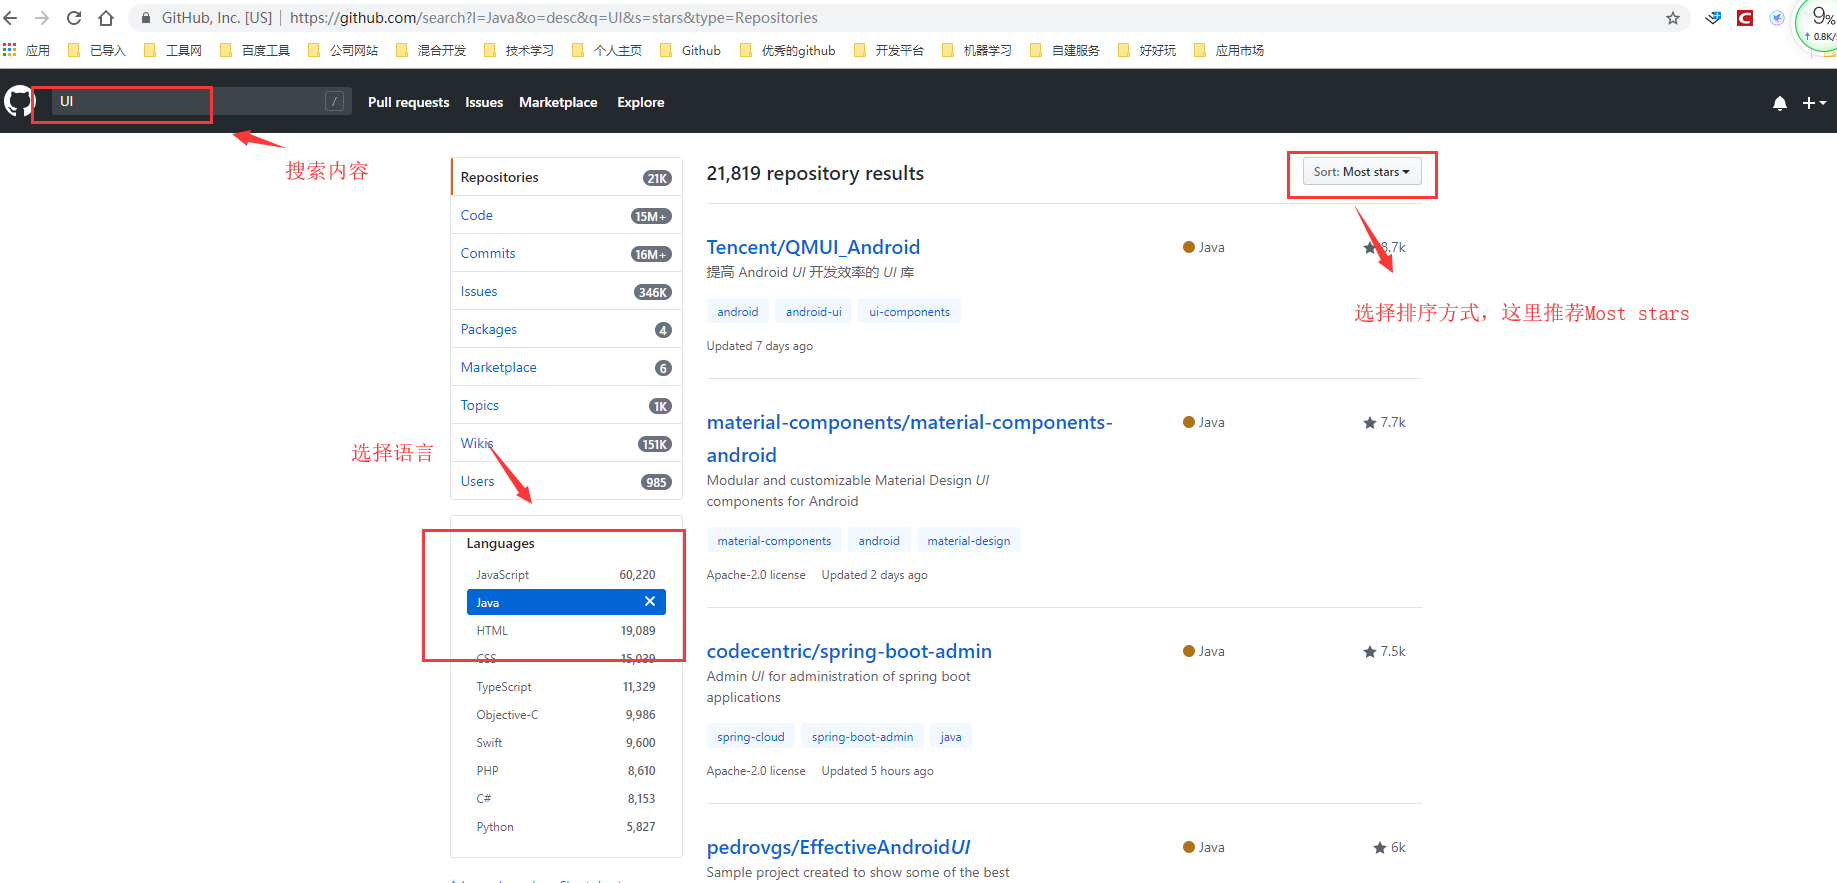 GitHub, Inc. [US] | https://github.com/search?l=Java&o=desc&q=UI&s=stars&type=Repositories
9%
↑ 0.8K/s
应用 已导入 工具网 百度工具 公司网站 混合开发 技术学习 个人主页 Github 优秀的github 开发平台 机器学习 自建服务 好好玩 应用市场
UI / Pull requests Issues Marketplace Explore
搜索内容
Repositories 21K
Code 15M+
Commits 16M+
Issues 346K
Packages 4
Marketplace 6
Topics 1K
Wikis 151K
Users 985
选择语言
Languages
JavaScript 60,220
Java
HTML 19,089
CSS 15,039
TypeScript 11,329
Objective-C 9,986
Swift 9,600
PHP 8,610
C# 8,153
Python 5,827
21,819 repository results
Sort: Most stars
选择排序方式，这里推荐Most stars
Tencent/QMUI_Android Java 8.7k
提高 Android UI 开发效率的 UI 库
android android-ui ui-components
Updated 7 days ago
material-components/material-components-
android
Java 7.7k
Modular and customizable Material Design UI
components for Android
material-components android material-design
Apache-2.0 license Updated 2 days ago
codecentric/spring-boot-admin Java 7.5k
Admin UI for administration of spring boot
applications
spring-cloud spring-boot-admin java
Apache-2.0 license Updated 5 hours ago
pedrovgs/EffectiveAndroidUI Java 6k
Sample project created to show some of the best